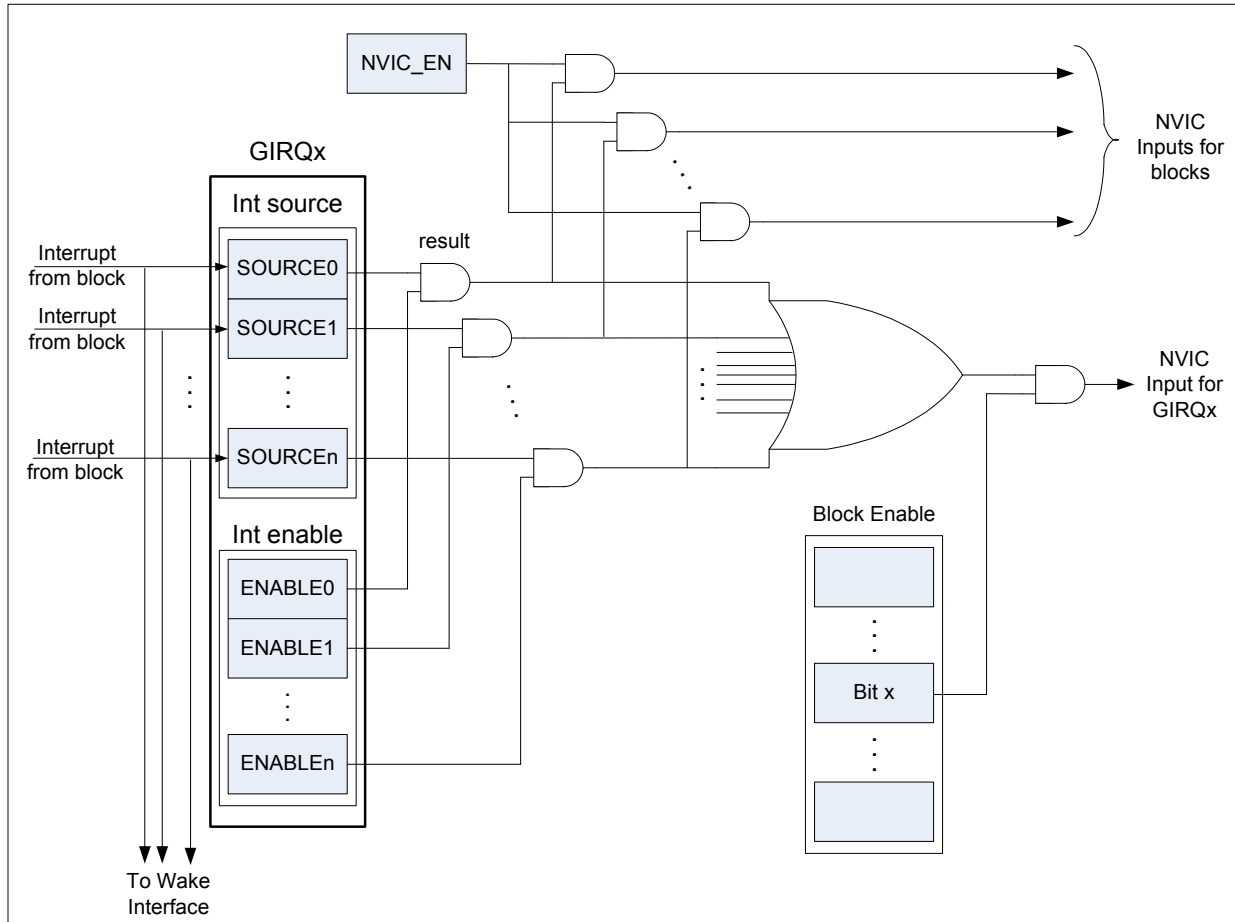 NVIC_EN
NVIC
Inputs for
blocks
GIRQx
Int source
result
Interrupt
from block
SOURCE0
Interrupt
from block
SOURCE1
Interrupt
from block
SOURCEn
NVIC
Input for
GIRQx
Int enable
Block Enable
ENABLE0
ENABLE1
Bit x
ENABLEn
To Wake
Interface